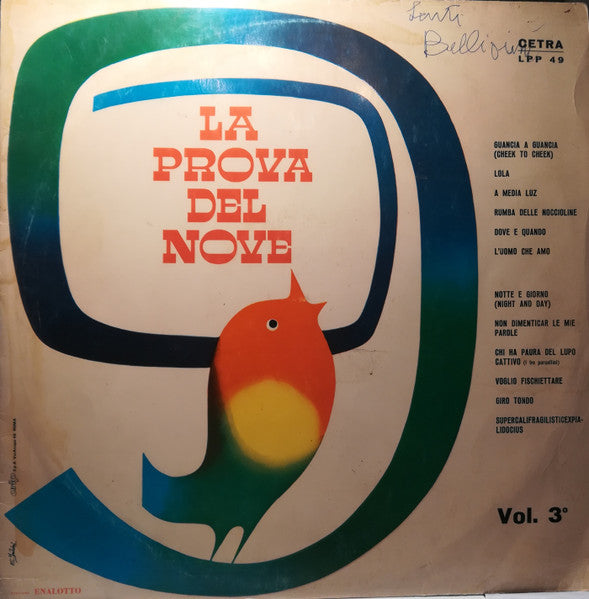 CETRA
LPP 49
LA
PROVA
DEL
NOVE
GUANCIA A GUANCIA
(CHEEK TO CHEEK)
LOLA
A MEDIA LUZ
RUMBA DELLE NOCCIOLINE
DOVE E QUANDO
L'UOMO CHE AMO
NOTTE E GIORNO
(NIGHT AND DAY)
NON DIMENTICAR LE MIE
PAROLE
CHI HA PAURA DEL LUPO
CATTIVO (I tre porcellini)
VOGLIO FISCHIETTARE
GIRO TONDO
SUPERCALIFRAGILISTICEXPIA-
LIDOCIUS
Vol. 3°
ENALOTTO